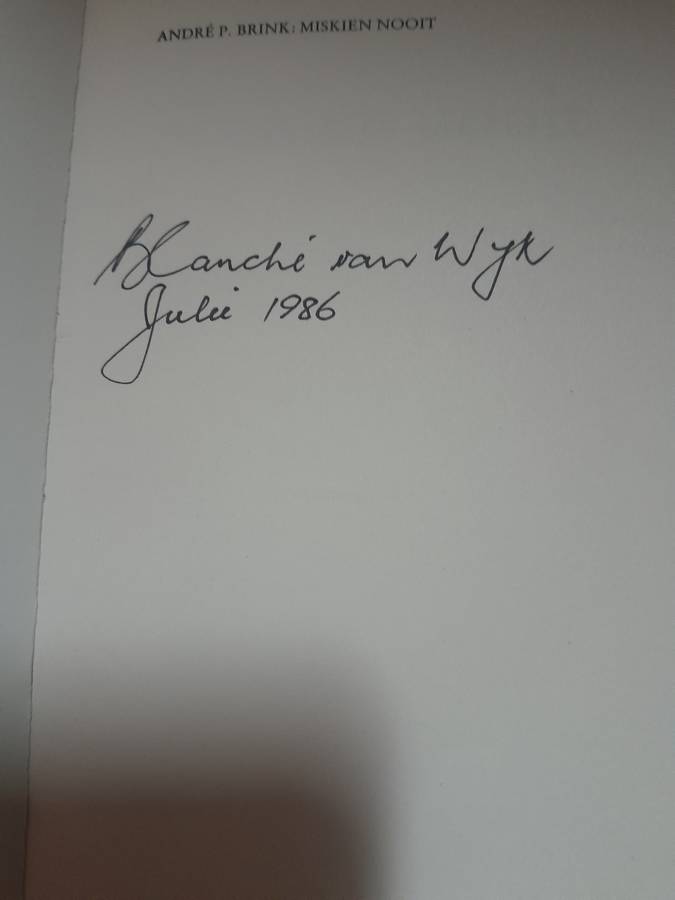 ANDRÉ P. BRINK: MISKIEN NOOIT
Blanché van Wyk
Julie 1986